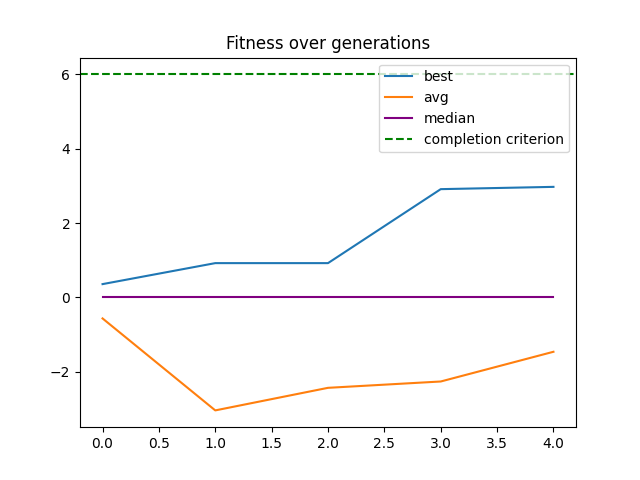 Fitness over generations
6
4
2
0
−2
best
avg
median
completion criterion
0.0 0.5 1.0 1.5 2.0 2.5 3.0 3.5 4.0